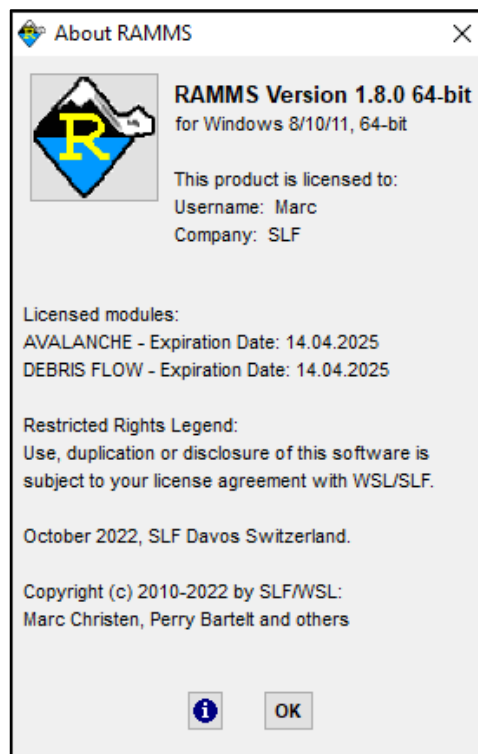 About RAMMS
R
RAMMS Version 1.8.0 64-bit
for Windows 8/10/11, 64-bit
This product is licensed to:
Username: Marc
Company: SLF
Licensed modules:
AVALANCHE - Expiration Date: 14.04.2025
DEBRIS FLOW - Expiration Date: 14.04.2025
Restricted Rights Legend:
Use, duplication or disclosure of this software is
subject to your license agreement with WSL/SLF.
October 2022, SLF Davos Switzerland.
Copyright (c) 2010-2022 by SLF/WSL:
Marc Christen, Perry Bartelt and others
OK